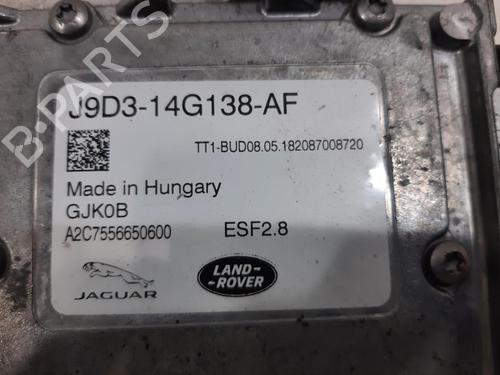 J9D3-14G138-AF
TT1-BUD08.05.182087008720
Made in Hungary
GJK0B
A2C7556650600
ESF2.8
JAGUAR
LAND-
-ROVER
B-PARTS